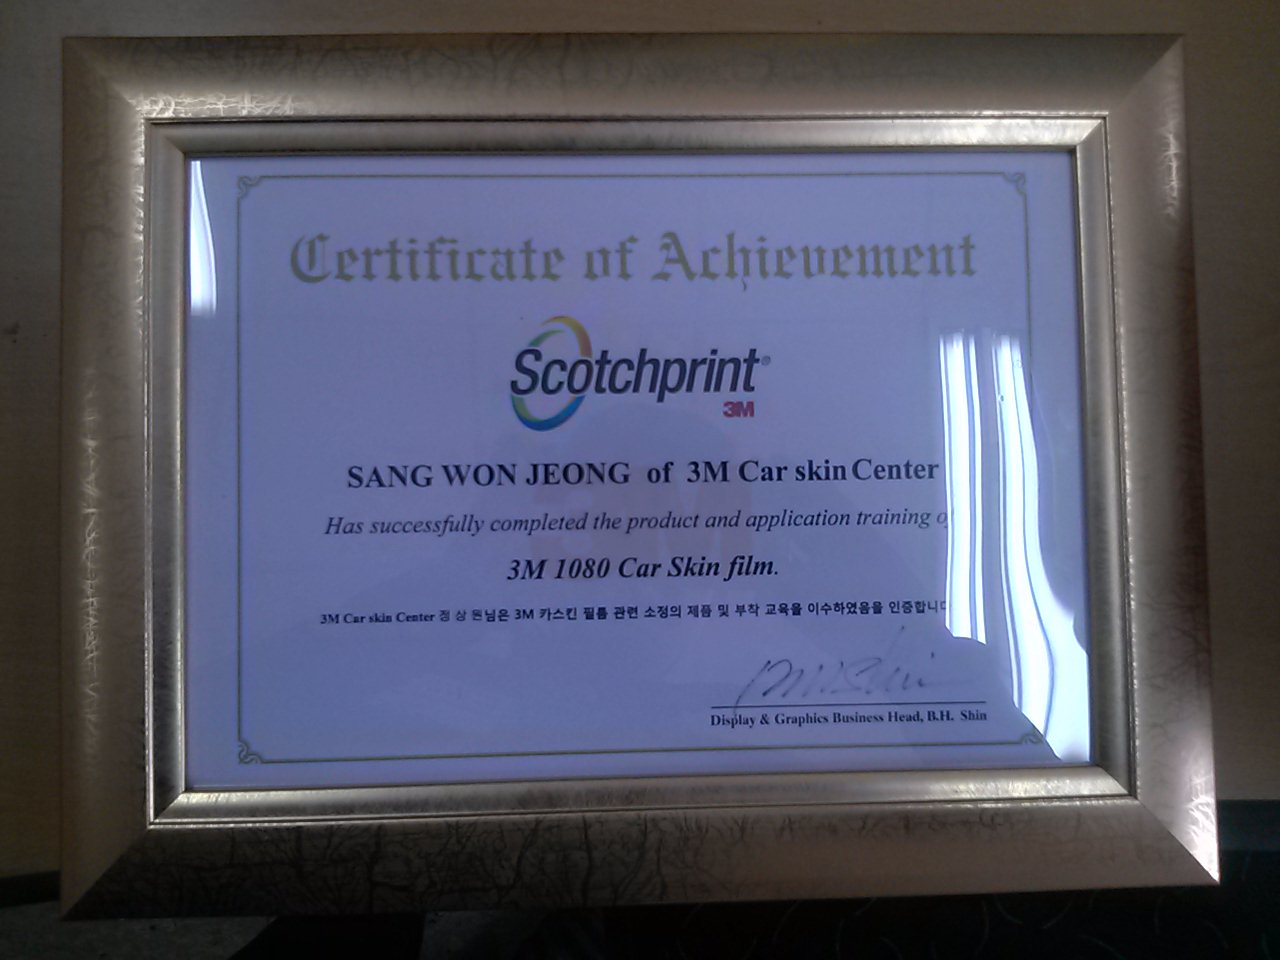 Certificate of Achievement
Scotchprint®
3M
SANG WON JEONG of 3M Car skin Center
Has successfully completed the product and application training
3M 1080 Car Skin film.
3M Car skin Center 정 상 원님은 3M 카스킨 필름 관련 소정의 제품 및 부착 교육을 이수하였음을 인증합니다
Display & Graphics Business Head, B.H. Shin